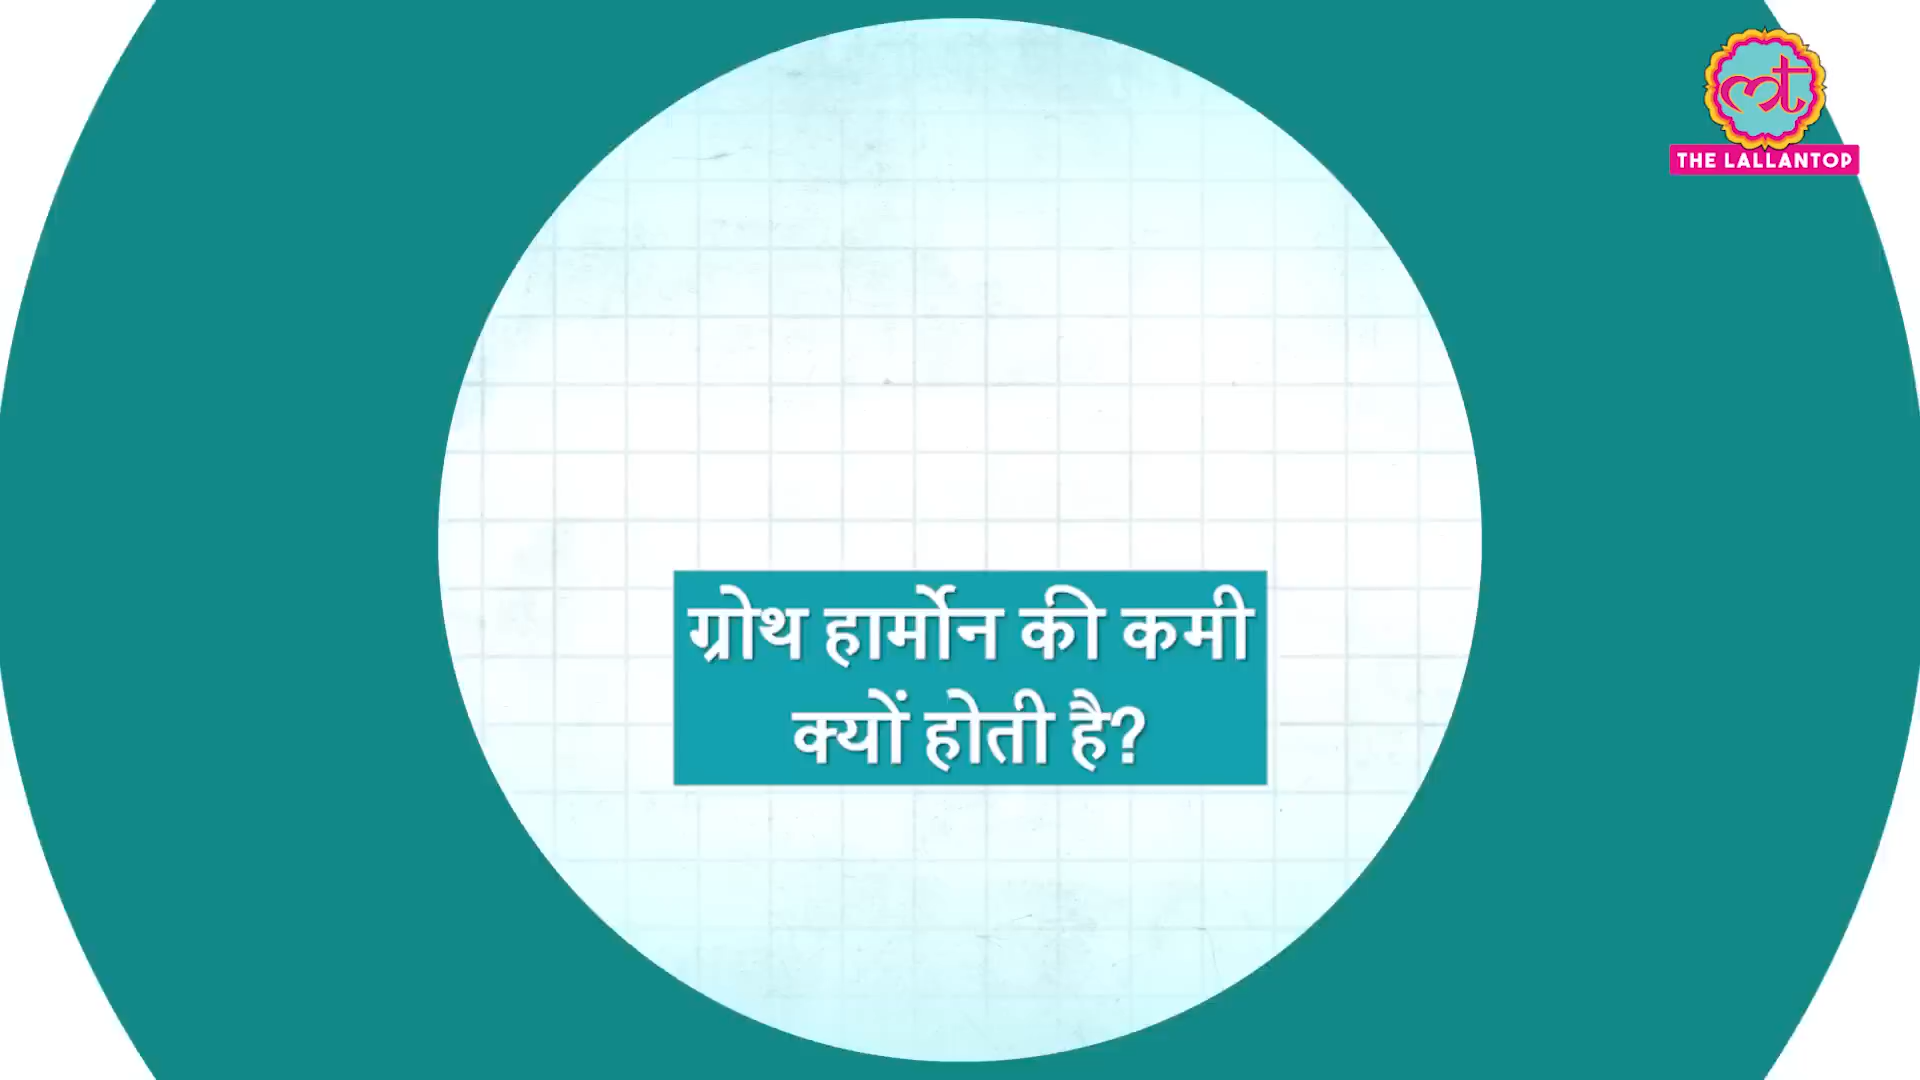 THE LALLANTOP
ग्रोथ हार्मोन की कमी
क्यों होती है?